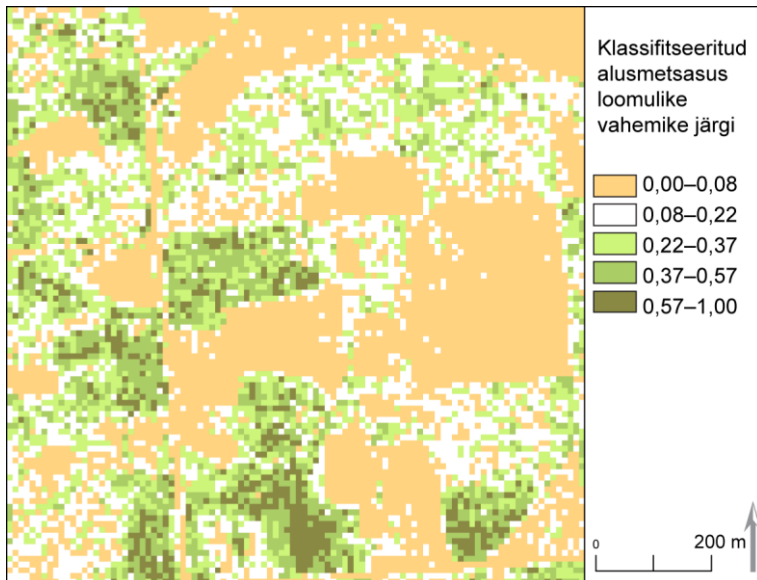 Klassifitseeritud
alusmetsasus
loomulike
vahemike järgi
0,00–0,08
0,08–0,22
0,22–0,37
0,37–0,57
0,57–1,00
0 200 m